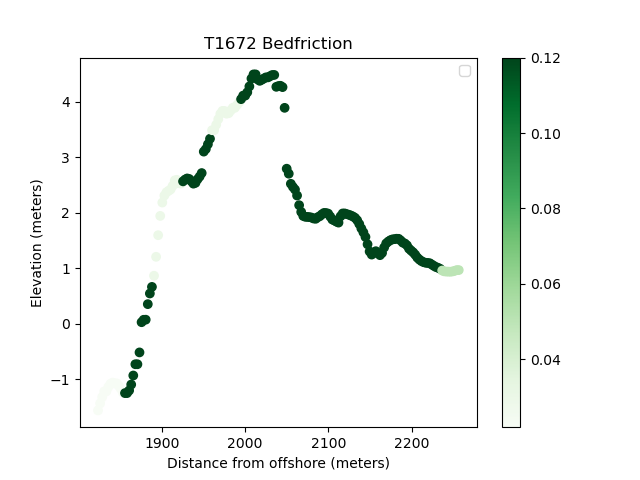 T1672 Bedfriction
Elevation (meters)
4
3
2
1
0
−1
1900 2000 2100 2200
Distance from offshore (meters)
0.12
0.10
0.08
0.06
0.04